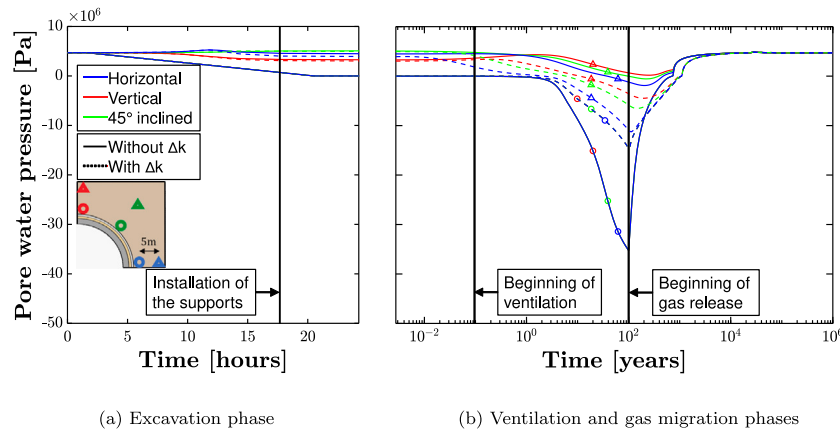 ×10⁶
Pore water pressure [Pa]
10
0
-10
-20
-30
-40
-50
Horizontal
Vertical
45° inclined
Without Δk
With Δk
5m
Installation of
the supports
0 5 10 15 20
Time [hours]
Beginning of
ventilation
Beginning of
gas release
10⁻² 10⁰ 10² 10⁴ 10⁶
Time [years]
(a) Excavation phase
(b) Ventilation and gas migration phases